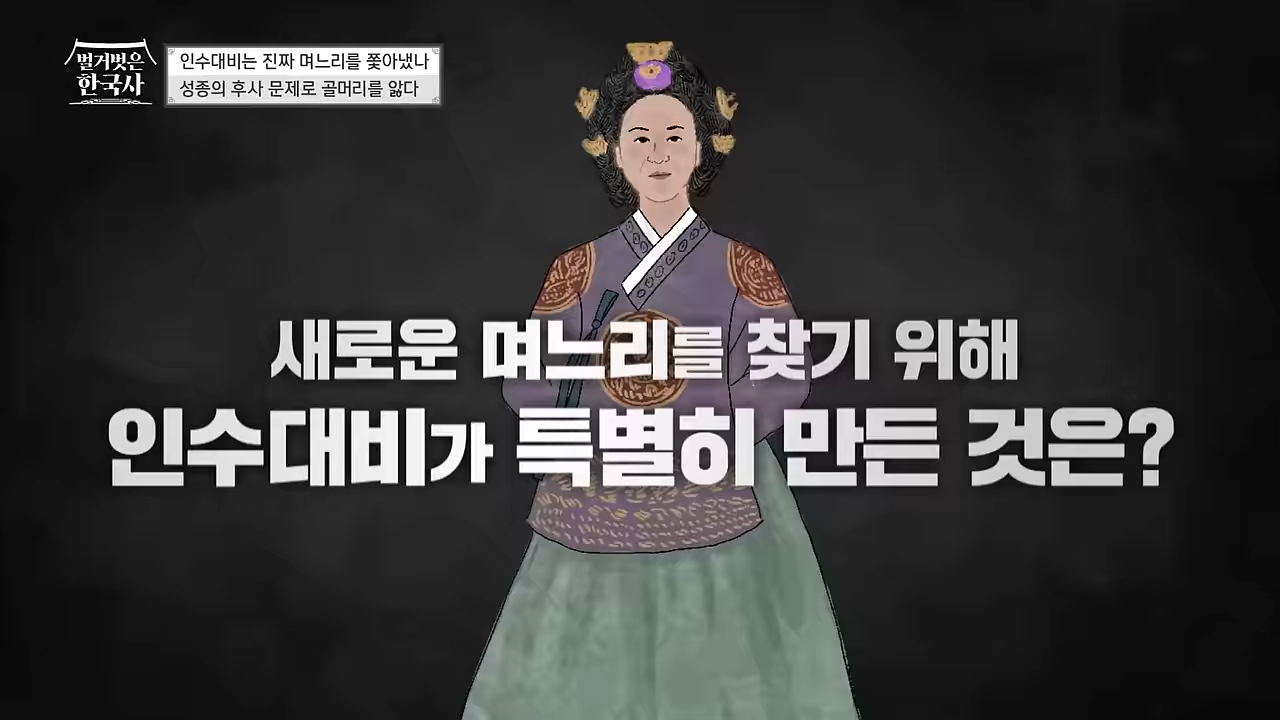 벌거벗은
한국사
인수대비는 진짜 며느리를 쫓아냈나
성종의 후사 문제로 골머리를 앓다
새로운 며느리를 찾기 위해
인수대비가 특별히 만든 것은?